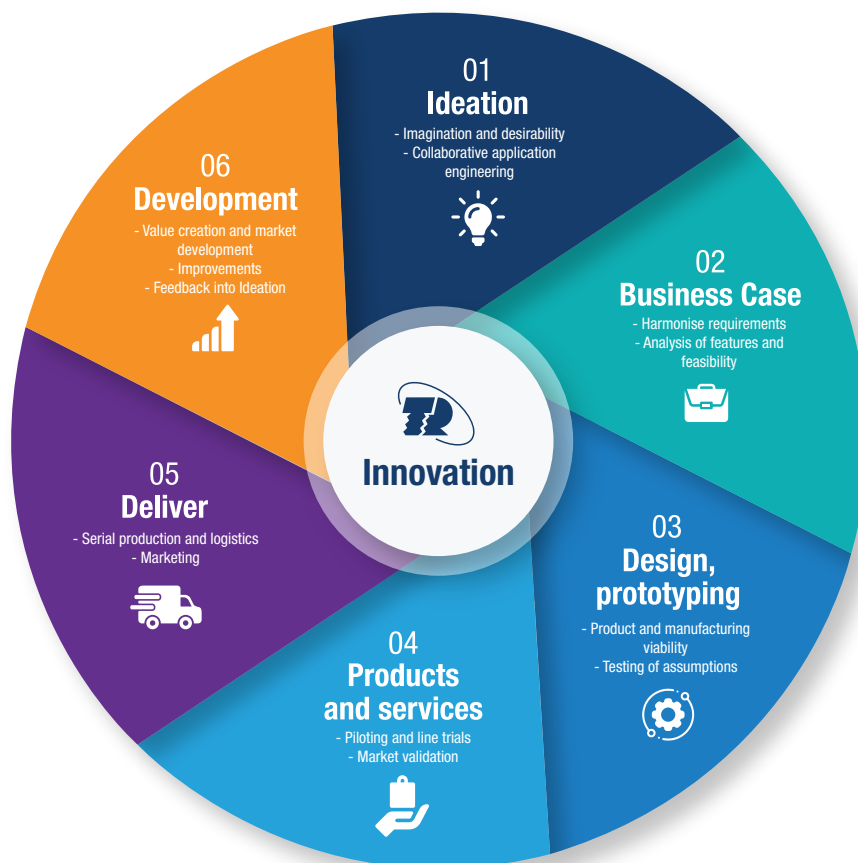 01
Ideation
- Imagination and desirability
- Collaborative application
engineering
02
Business Case
- Harmonise requirements
- Analysis of features and
feasibility
03
Design,
prototyping
- Product and manufacturing
viability
- Testing of assumptions
04
Products
and services
- Piloting and line trials
- Market validation
05
Deliver
- Serial production and logistics
- Marketing
06
Development
- Value creation and market
development
- Improvements
- Feedback into Ideation
TR
Innovation